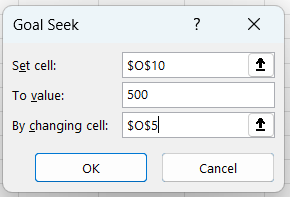 Goal Seek ? ×
Set cell: $O$10
To value: 500
By changing cell: $O$5
OK Cancel